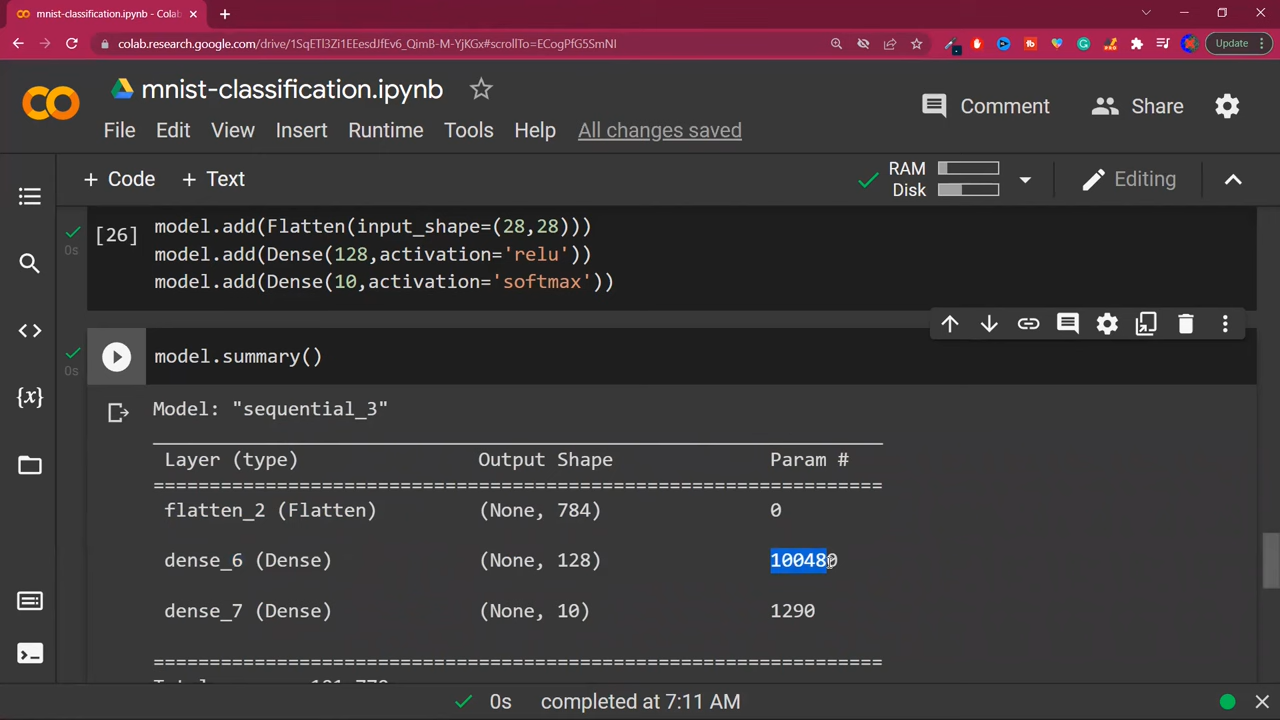 mnist-classification.ipynb - Colab
colab.research.google.com/drive/1SqETl3Zi1EEesdJfEv6_QimB-M-YjKGx#scrollTo=ECogPfG5SmNI
Update
mnist-classification.ipynb
Comment
Share
File Edit View Insert Runtime Tools Help All changes saved
+ Code + Text
RAM
Disk
Editing
[26]
0s
model.add(Flatten(input_shape=(28,28)))
model.add(Dense(128,activation='relu'))
model.add(Dense(10,activation='softmax'))
0s
model.summary()
Model: "sequential_3"
Layer (type) Output Shape Param #
=================================================================
flatten_2 (Flatten) (None, 784) 0
dense_6 (Dense) (None, 128) 100480
dense_7 (Dense) (None, 10) 1290
=================================================================
0s completed at 7:11 AM